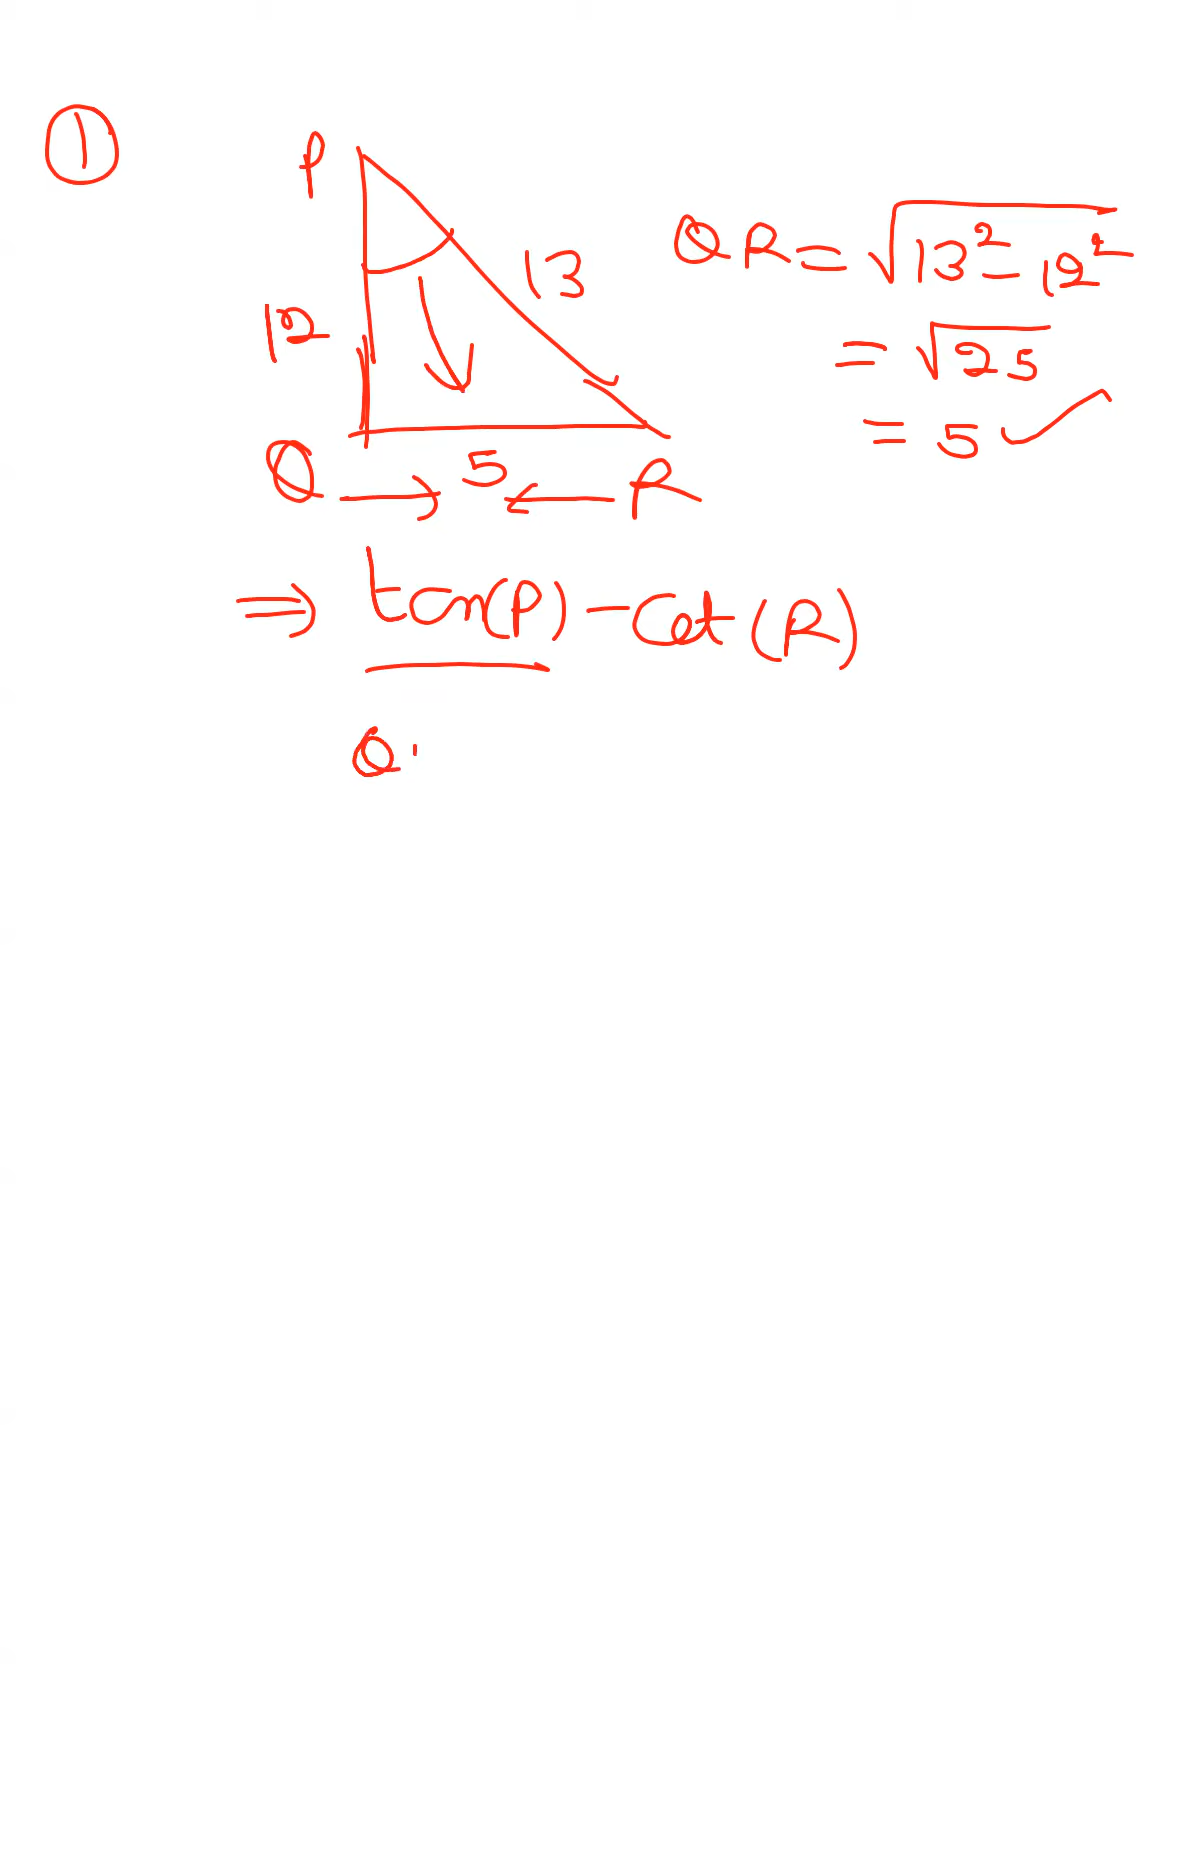 ①
P
QR = √(13² - 12²)
13
12
= √25
= 5 ✓
Q → 5 ← R
⇒ tan(P) - cot(R)
Q